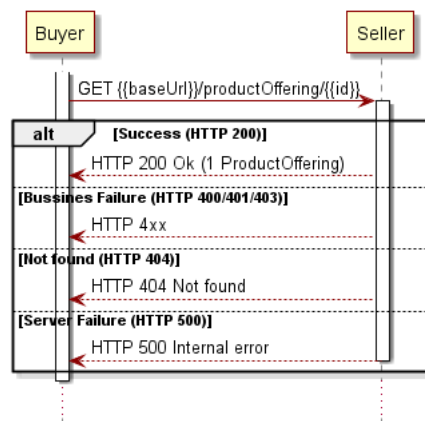 Buyer
Seller
GET {{baseUrl}}/productOffering/{{id}}
alt
[Success (HTTP 200)]
HTTP 200 Ok (1 ProductOffering)
[Bussines Failure (HTTP 400/401/403)]
HTTP 4xx
[Not found (HTTP 404)]
HTTP 404 Not found
[Server Failure (HTTP 500)]
HTTP 500 Internal error